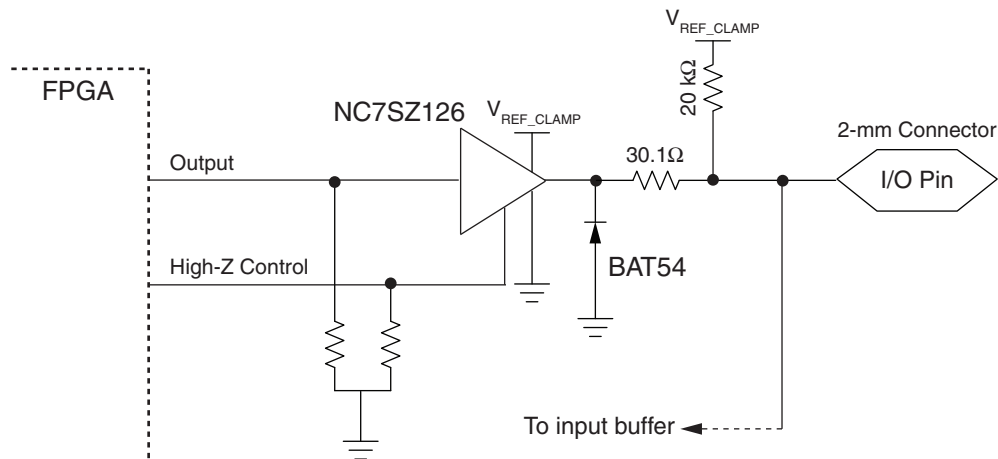 FPGA
Output
High-Z Control
NC7SZ126
V_REF_CLAMP
30.1Ω
V_REF_CLAMP
20 kΩ
BAT54
2-mm Connector
I/O Pin
To input buffer